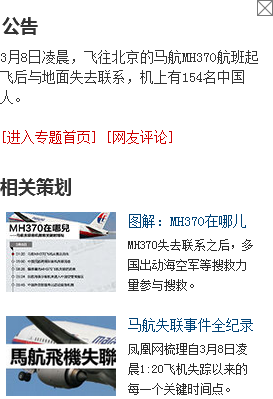 公告
3月8日凌晨，飞往北京的马航MH370航班起
飞后与地面失去联系，机上有154名中国
人。
[进入专题首页] [网友评论]
相关策划
MH370在哪兒
图解：MH370在哪儿
MH370失去联系之后，多
国出动海空军等搜救力
量参与搜救。
馬航飛機失聯
马航失联事件全纪录
凤凰网梳理自3月8日凌
晨1:20飞机失踪以来的
每一个关键时间点。